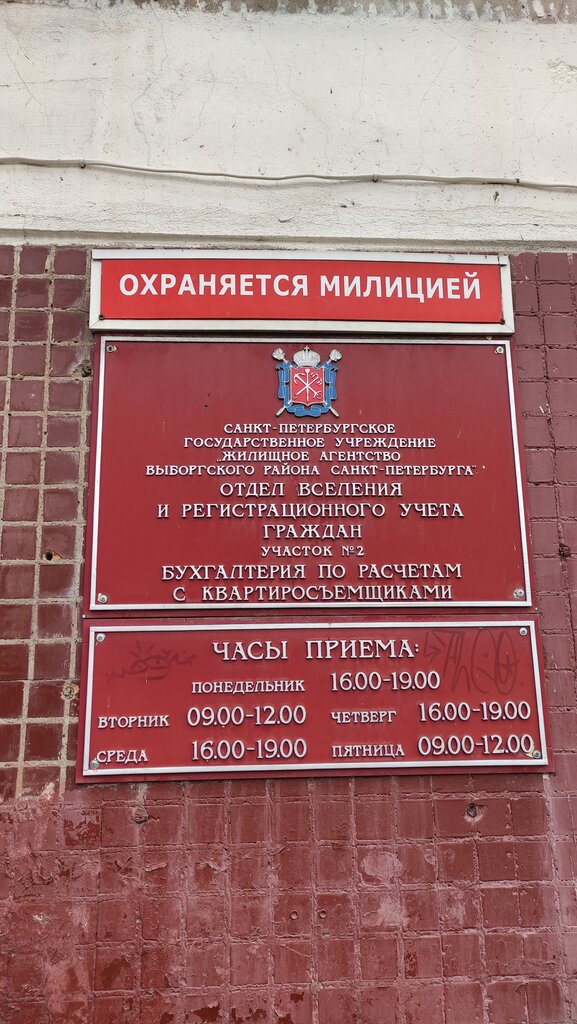 ОХРАНЯЕТСЯ МИЛИЦИЕЙ
САНКТ-ПЕТЕРБУРГСКОЕ
ГОСУДАРСТВЕННОЕ УЧРЕЖДЕНИЕ
„ЖИЛИЩНОЕ АГЕНТСТВО
ВЫБОРГСКОГО РАЙОНА САНКТ-ПЕТЕРБУРГА"
ОТДЕЛ ВСЕЛЕНИЯ
И РЕГИСТРАЦИОННОГО УЧЕТА
ГРАЖДАН
УЧАСТОК №2
БУХГАЛТЕРИЯ ПО РАСЧЕТАМ
С КВАРТИРОСЪЕМЩИКАМИ
ЧАСЫ ПРИЕМА:
ПОНЕДЕЛЬНИК 16.00-19.00
ВТОРНИК 09.00-12.00 ЧЕТВЕРГ 16.00-19.00
СРЕДА 16.00-19.00 ПЯТНИЦА 09.00-12.00